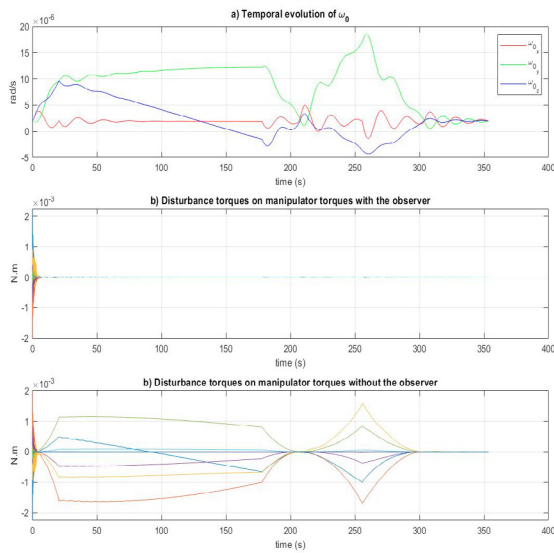 a) Temporal evolution of ω0
×10^-6
20
15
10
5
0
-5
rad/s
ω0x
ω0y
ω0z
0 50 100 150 200 250 300 350 400
time (s)
b) Disturbance torques on manipulator torques with the observer
×10^-3
2
1
0
-1
-2
N.m
0 50 100 150 200 250 300 350 400
time (s)
b) Disturbance torques on manipulator torques without the observer
×10^-3
2
1
0
-1
-2
N.m
0 50 100 150 200 250 300 350 400
time (s)